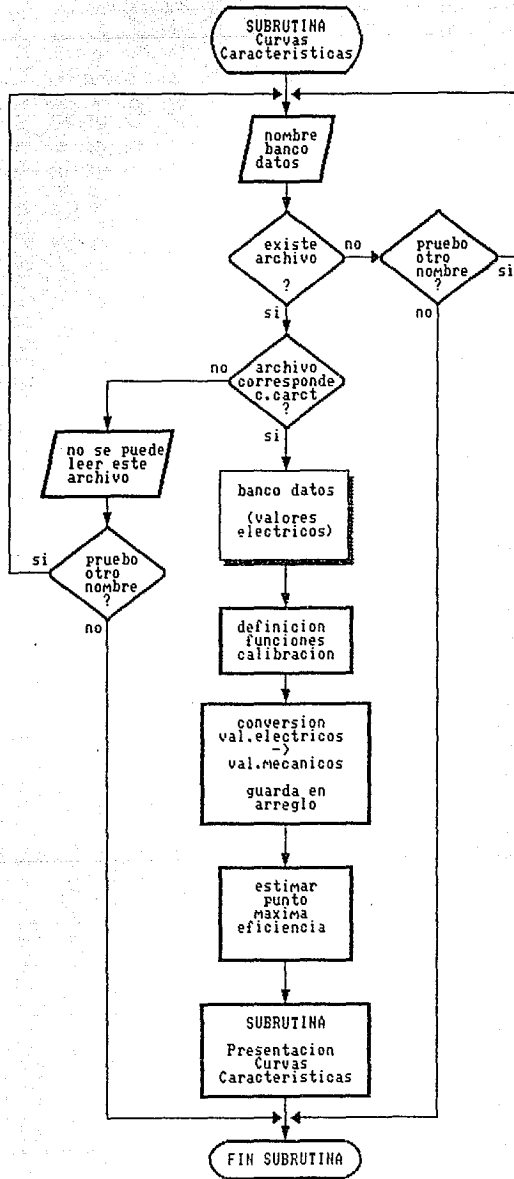 SUBRUTINA
Curvas
Caracteristicas
nombre
banco
datos
existe
archivo
?
no
si
pruebo
otro
nombre
?
si
no
archivo
corresponde
c.carct
?
no
si
no se puede
leer este
archivo
pruebo
otro
nombre
?
si
no
banco datos
(valores
electricos)
definicion
funciones
calibracion
conversion
val.electricos
->
val.mecanicos
guarda en
arreglo
estimar
punto
maxima
eficiencia
SUBRUTINA
Presentacion
Curvas
Caracteristicas
FIN SUBRUTINA